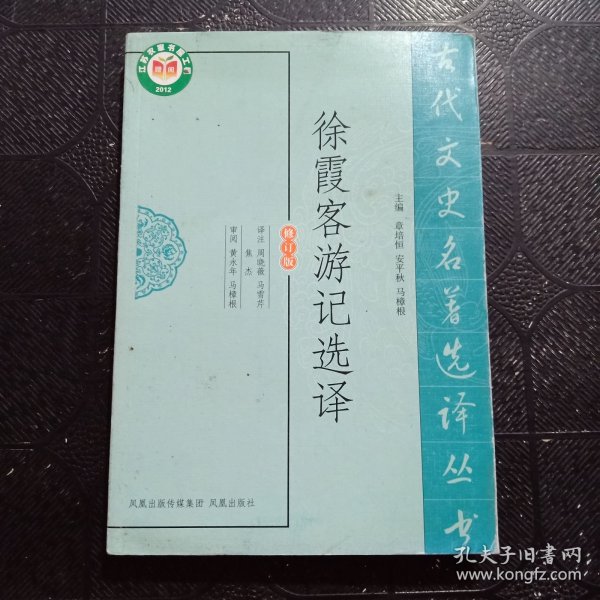 古代文史名著选译丛书
主编 章培恒 安平秋 马樟根
徐霞客游记选译
修订版
译注 周晓薇 马雪芹
焦杰
审阅 黄永年 马樟根
凤凰出版传媒集团 凤凰出版社
江苏农家书屋工程
赠阅
2012
孔夫子旧书网
www.kongfz.com